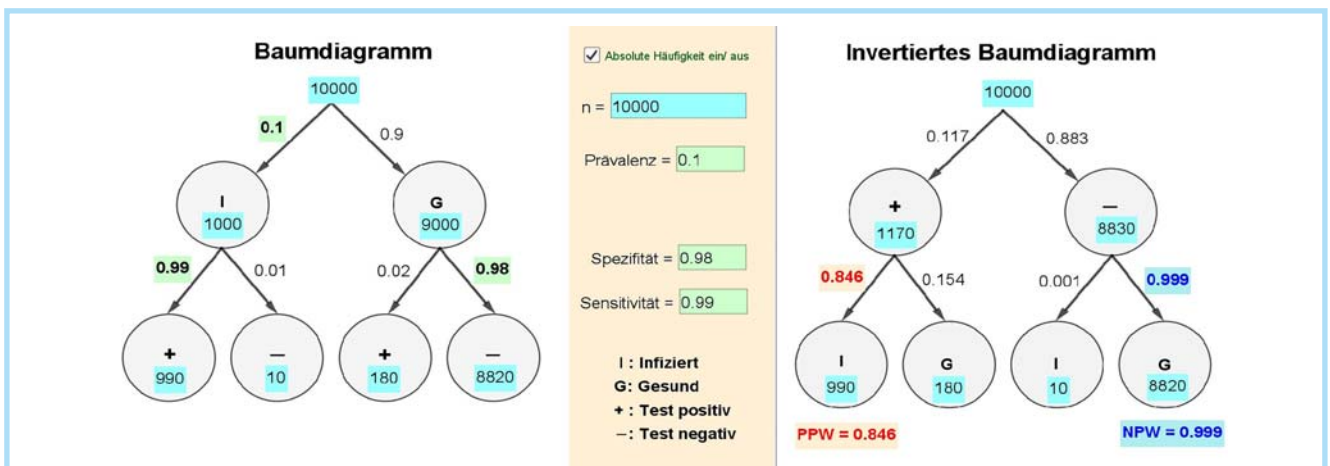 Baumdiagramm
10000
0.1
0.9
I
1000
G
9000
0.99
0.01
0.02
0.98
+
990
–
10
+
180
–
8820
Absolute Häufigkeit ein/ aus
n = 10000
Prävalenz = 0.1
Spezifität = 0.98
Sensitivität = 0.99
I : Infiziert
G: Gesund
+ : Test positiv
–: Test negativ
Invertiertes Baumdiagramm
10000
0.117
0.883
+
1170
–
8830
0.846
0.154
0.001
0.999
I
990
G
180
I
10
G
8820
PPW = 0.846
NPW = 0.999